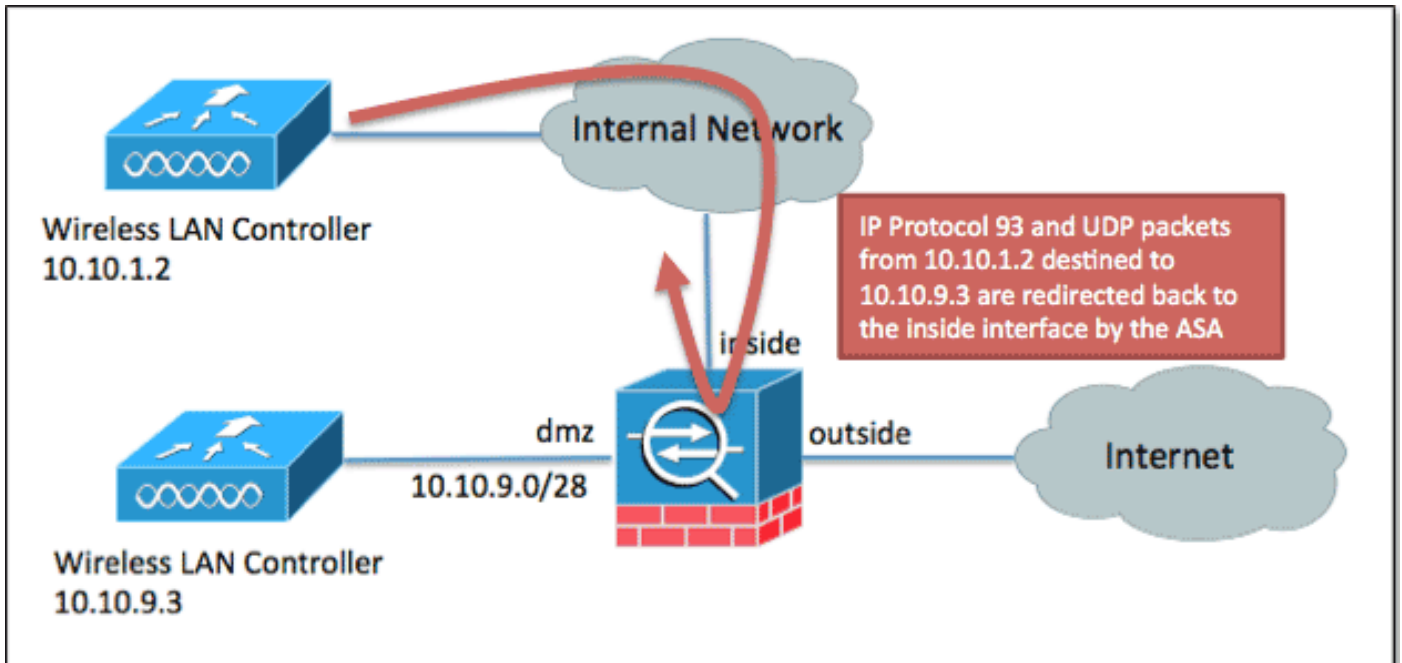 Internal Network
Wireless LAN Controller
10.10.1.2
IP Protocol 93 and UDP packets
from 10.10.1.2 destined to
10.10.9.3 are redirected back to
the inside interface by the ASA
inside
dmz
outside
10.10.9.0/28
Internet
Wireless LAN Controller
10.10.9.3